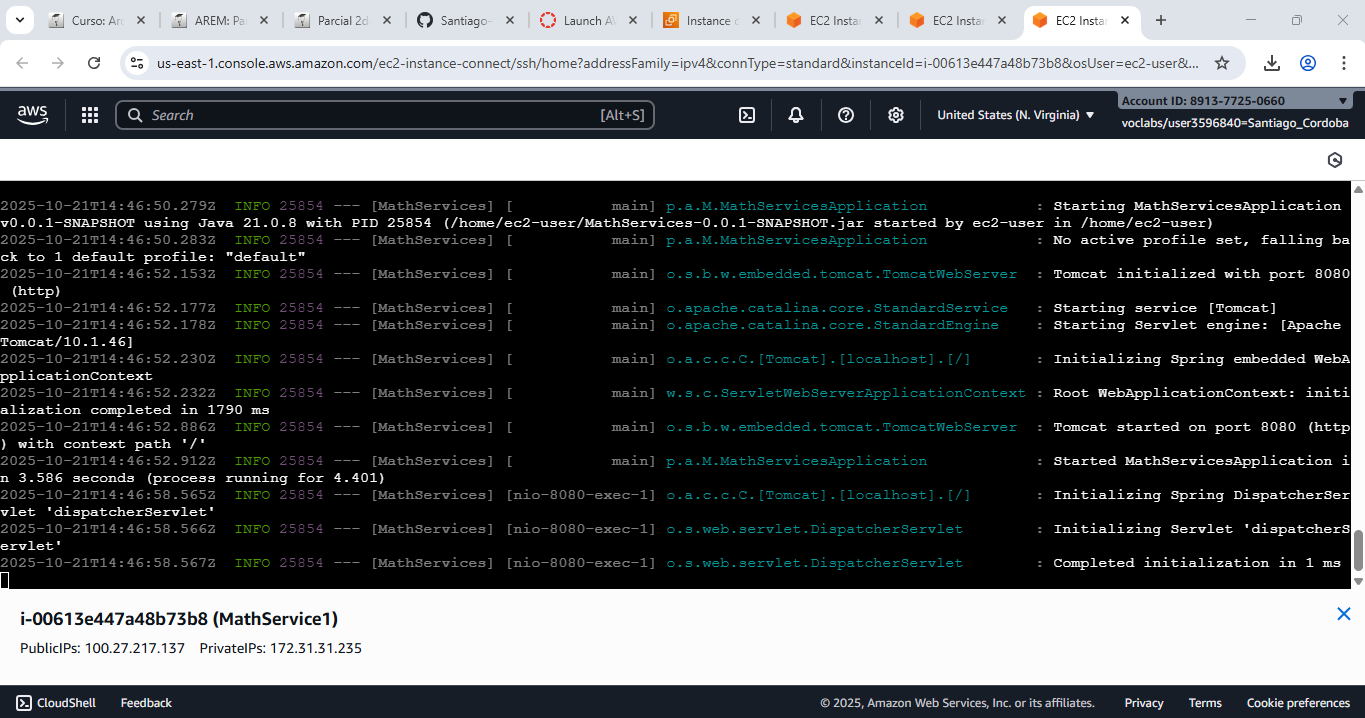 Curso: Aru
AREM: Pa
Parcial 2d
Santiago-
Launch A
Instance c
EC2 Insta
EC2 Insta
EC2 Instan
us-east-1.console.aws.amazon.com/ec2-instance-connect/ssh/home?addressFamily=ipv4&connType=standard&instanceId=i-00613e447a48b73b8&osUser=ec2-user&...
aws
Search
[Alt+S]
United States (N. Virginia)
Account ID: 8913-7725-0660
voclabs/user3596840=Santiago_Cordoba
2025-10-21T14:46:50.279Z  INFO 25854 --- [MathServices] [           main] p.a.M.MathServicesApplication            : Starting MathServicesApplication
v0.0.1-SNAPSHOT using Java 21.0.8 with PID 25854 (/home/ec2-user/MathServices-0.0.1-SNAPSHOT.jar started by ec2-user in /home/ec2-user)
2025-10-21T14:46:50.283Z  INFO 25854 --- [MathServices] [           main] p.a.M.MathServicesApplication            : No active profile set, falling ba
ck to 1 default profile: "default"
2025-10-21T14:46:52.153Z  INFO 25854 --- [MathServices] [           main] o.s.b.w.embedded.tomcat.TomcatWebServer  : Tomcat initialized with port 8080
(http)
2025-10-21T14:46:52.177Z  INFO 25854 --- [MathServices] [           main] o.apache.catalina.core.StandardService   : Starting service [Tomcat]
2025-10-21T14:46:52.178Z  INFO 25854 --- [MathServices] [           main] o.apache.catalina.core.StandardEngine    : Starting Servlet engine: [Apache
Tomcat/10.1.46]
2025-10-21T14:46:52.230Z  INFO 25854 --- [MathServices] [           main] o.a.c.c.C.[Tomcat].[localhost].[/]       : Initializing Spring embedded WebA
pplicationContext
2025-10-21T14:46:52.232Z  INFO 25854 --- [MathServices] [           main] w.s.c.ServletWebServerApplicationContext : Root WebApplicationContext: initi
alization completed in 1790 ms
2025-10-21T14:46:52.886Z  INFO 25854 --- [MathServices] [           main] o.s.b.w.embedded.tomcat.TomcatWebServer  : Tomcat started on port 8080 (http
) with context path '/'
2025-10-21T14:46:52.912Z  INFO 25854 --- [MathServices] [           main] p.a.M.MathServicesApplication            : Started MathServicesApplication i
n 3.586 seconds (process running for 4.401)
2025-10-21T14:46:58.565Z  INFO 25854 --- [MathServices] [nio-8080-exec-1] o.a.c.c.C.[Tomcat].[localhost].[/]       : Initializing Spring DispatcherSer
vlet 'dispatcherServlet'
2025-10-21T14:46:58.566Z  INFO 25854 --- [MathServices] [nio-8080-exec-1] o.s.web.servlet.DispatcherServlet        : Initializing Servlet 'dispatcherS
ervlet'
2025-10-21T14:46:58.567Z  INFO 25854 --- [MathServices] [nio-8080-exec-1] o.s.web.servlet.DispatcherServlet        : Completed initialization in 1 ms
i-00613e447a48b73b8 (MathService1)
PublicIPs: 100.27.217.137 PrivateIPs: 172.31.31.235
CloudShell
Feedback
© 2025, Amazon Web Services, Inc. or its affiliates.
Privacy
Terms
Cookie preferences